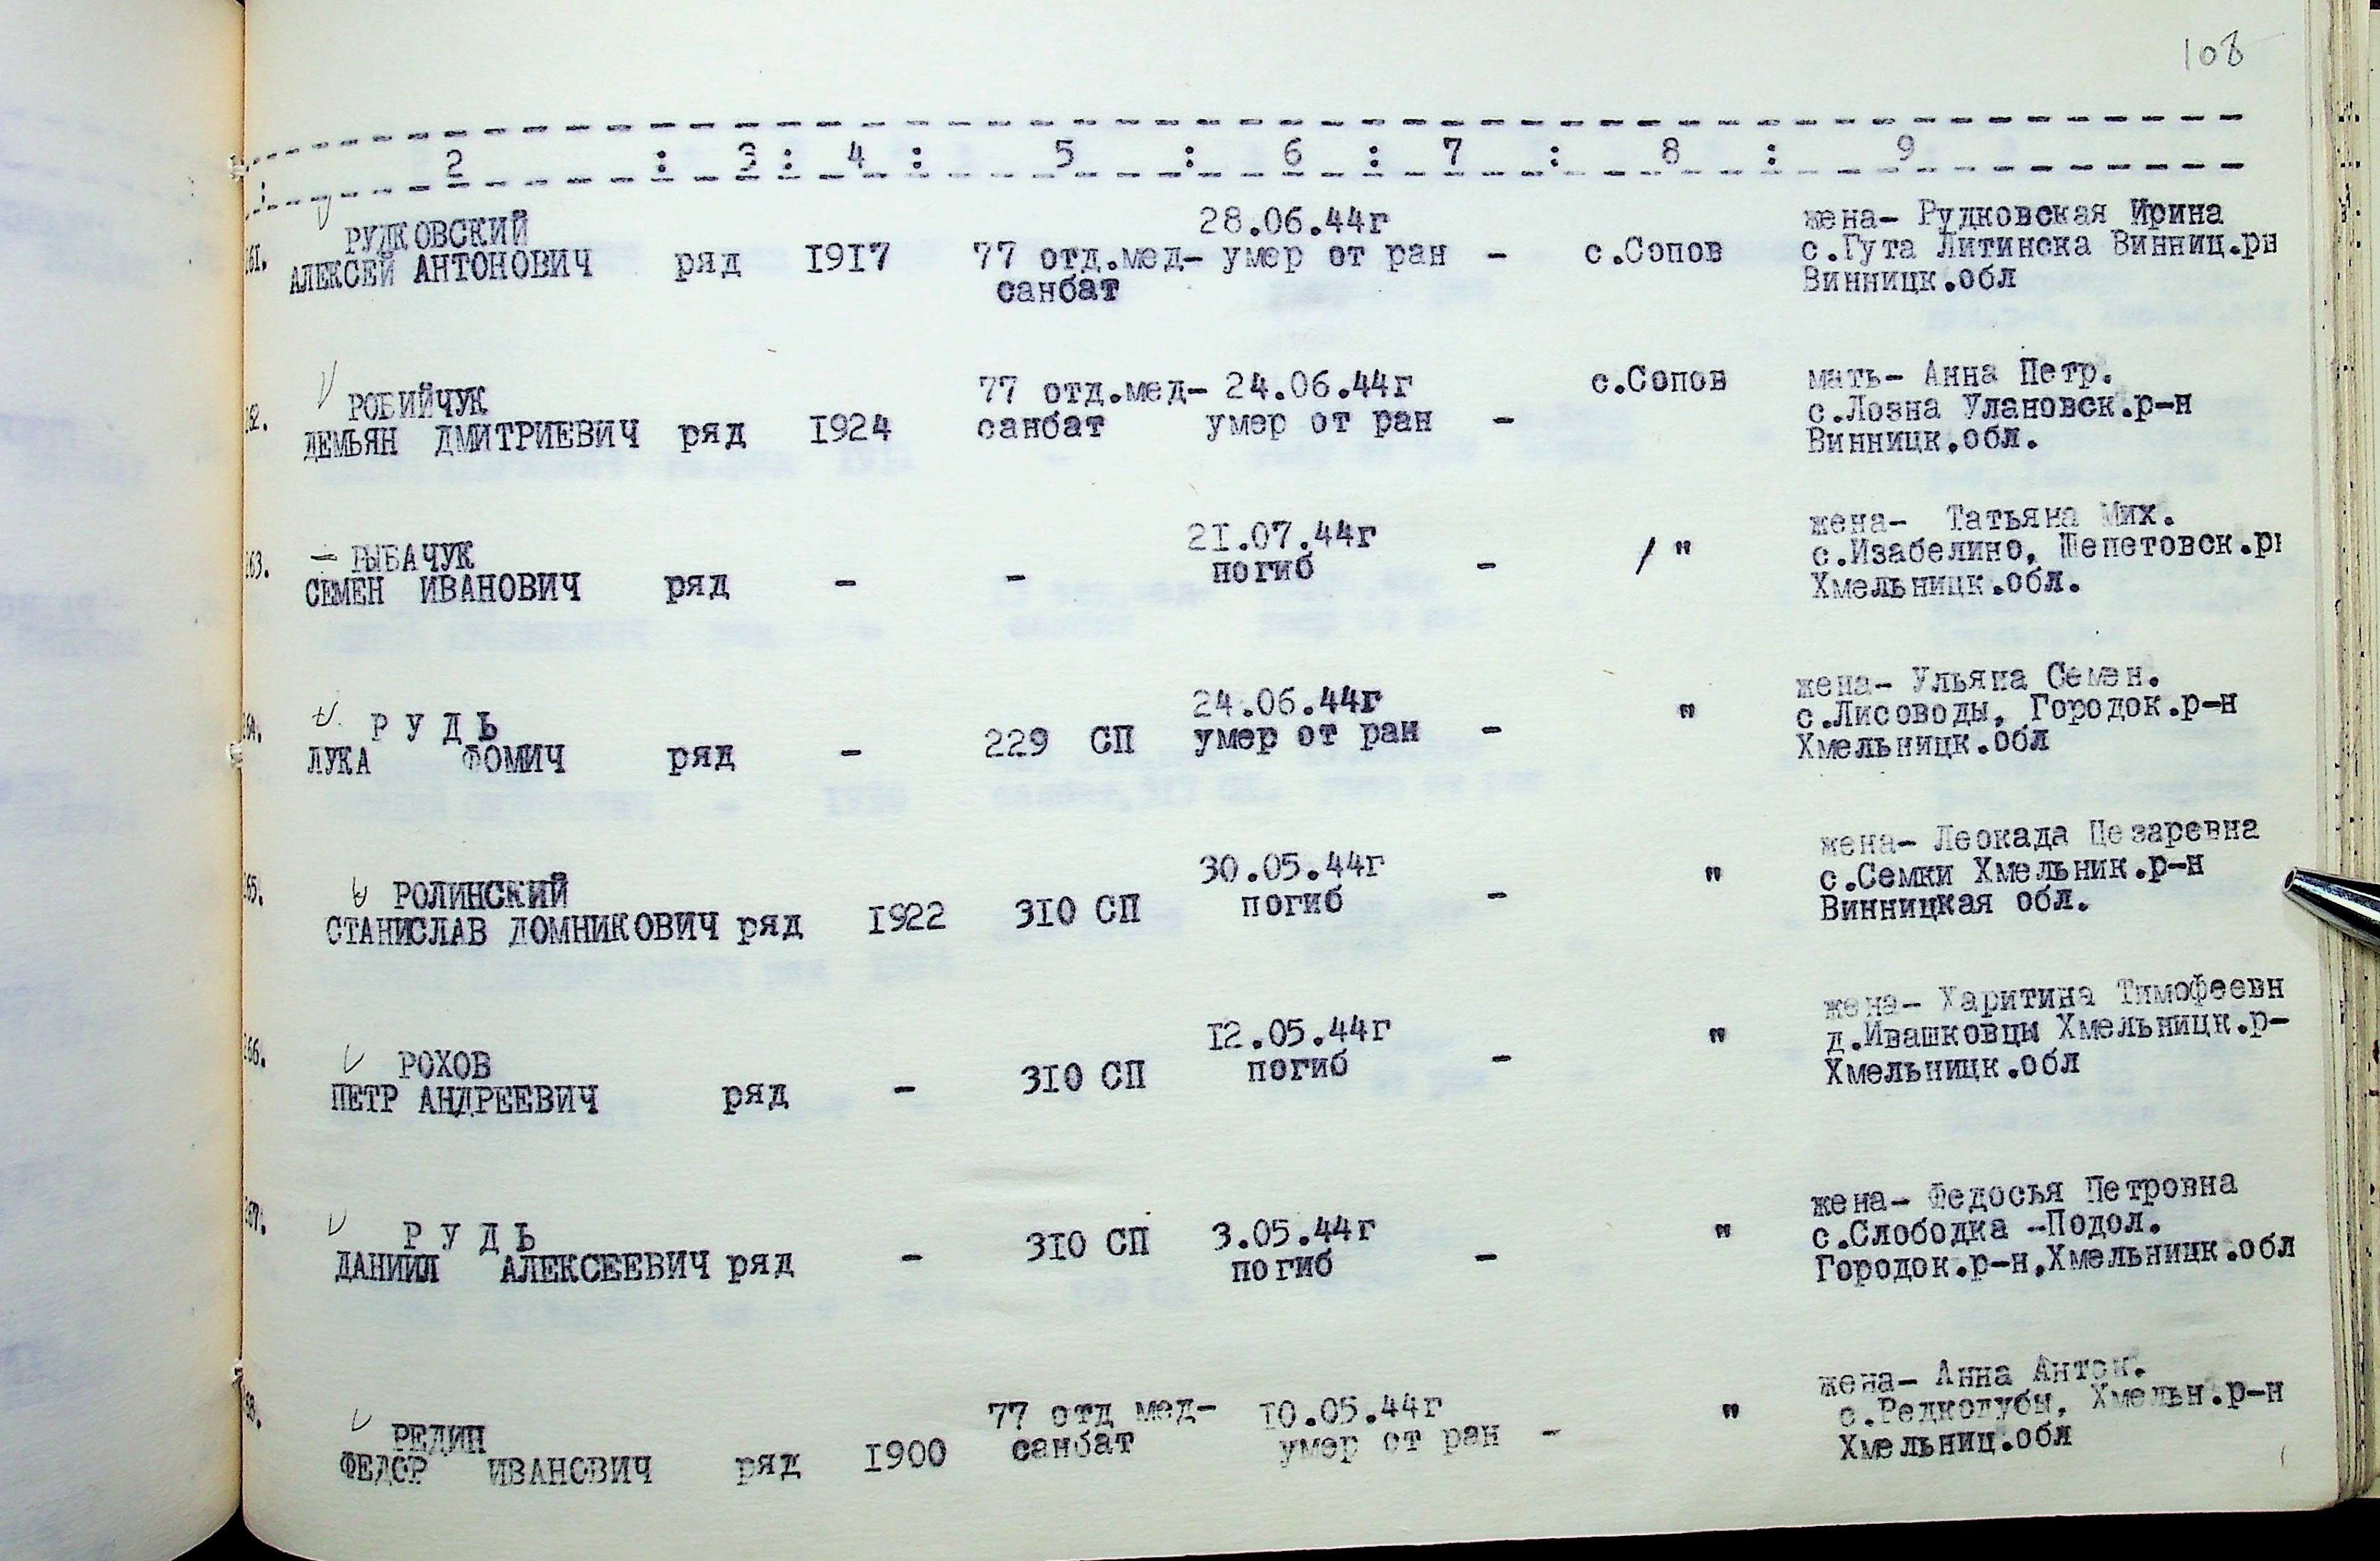 108
2 : 3 : 4 : 5 : 6 : 7 : 8 : 9
28.06.44г жена- Рудковская Ирина
РУДКОВСКИЙ
61. АЛЕКСЕЙ АНТОНОВИЧ ряд 1917 77 отд.мед- умер от ран - с.Сопов с.Гута Литинска Винниц.рн
санбат Винницк.обл
РОБИЙЧУК 77 отд.мед- 24.06.44г с.Сопов мать- Анна Петр.
62. ДЕМЬЯН ДМИТРИЕВИЧ ряд 1924 санбат умер от ран - с.Лозна Улановск.р-н
Винницк.обл.
21.07.44г жена- Татьяна Мих.
- РЫБАЧУК погиб / " с.Изабелино, Шепетовск.р
63. СЕМЕН ИВАНОВИЧ ряд - - - Хмельницк.обл.
24.06.44г жена- Ульяна Семен.
64. Р У Д Ь 229 СП умер от ран - " с.Лисоводы, Городок.р-н
ЛУКА ФОМИЧ ряд - Хмельницк.обл
30.05.44г жена- Леокада Цезаревна
65. РОЛИНСКИЙ погиб - " с.Семки Хмельник.р-н
СТАНИСЛАВ ДОМНИКОВИЧ ряд 1922 310 СП Винницкая обл.
12.05.44г жена- Харитина Тимофеевн
66. РОХОВ погиб - " д.Ивашковцы Хмельницк.р-
ПЕТР АНДРЕЕВИЧ ряд - 310 СП Хмельницк.обл
жена- Федосья Петровна
67. Р У Д Ь 310 СП 3.05.44г " с.Слободка -Подол.
ДАНИИЛ АЛЕКСЕЕВИЧ ряд - погиб - Городок.р-н,Хмельницк.обл
жена- Анна Антон.
68. РЕДИН 77 отд мед- 10.05.44г " с.Редкодубы, Хмельн.р-н
ФЕДОР ИВАНОВИЧ ряд 1900 санбат умер от ран - Хмельниц.обл